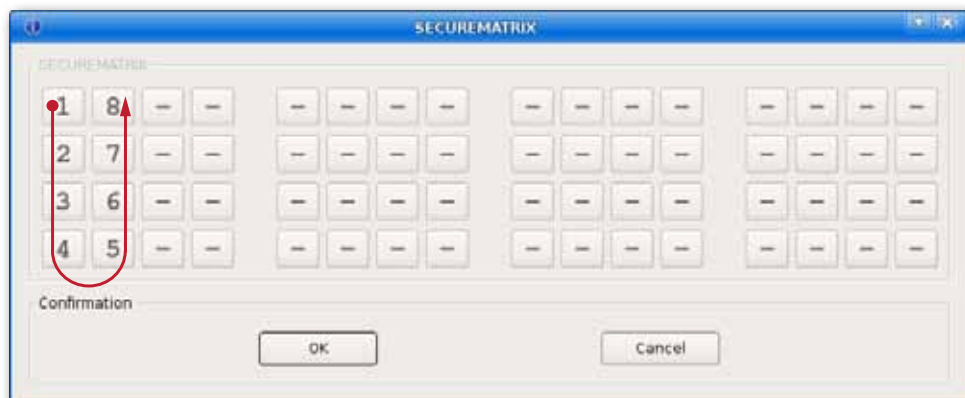 SECUREMATRIX
SECUREMATRIX
1 8 – – – – – – – – – – – – – –
2 7 – – – – – – – – – – – – – –
3 6 – – – – – – – – – – – – – –
4 5 – – – – – – – – – – – – – –
Confirmation
OK Cancel